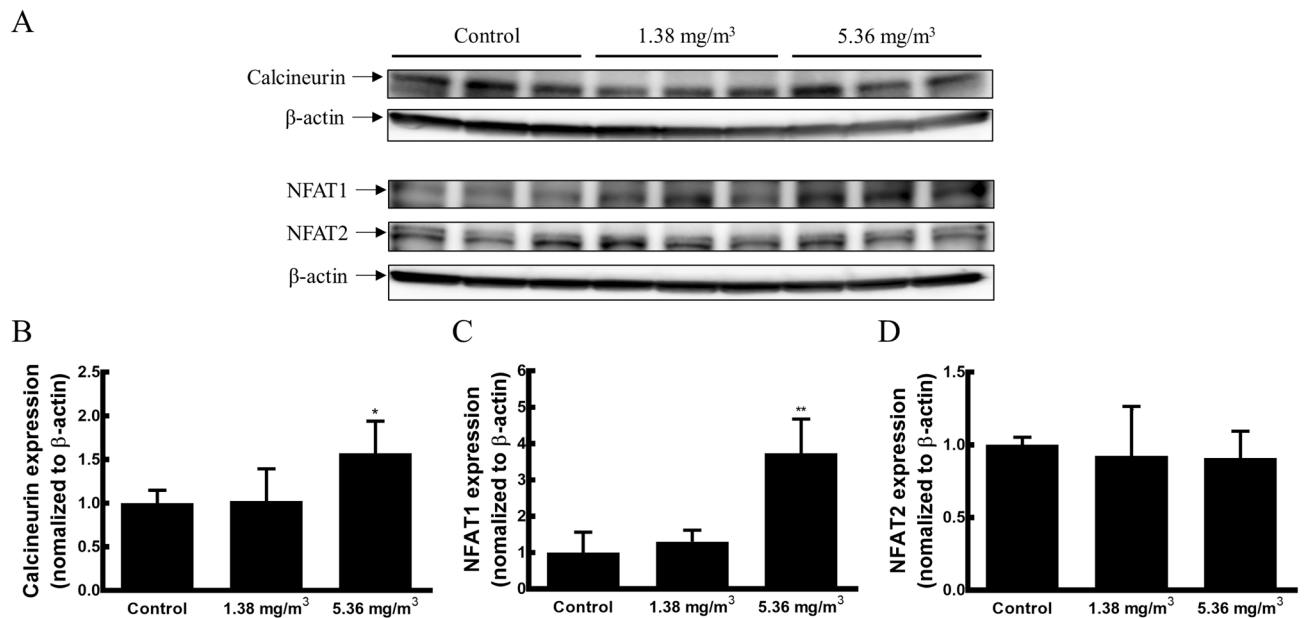 A
Control 1.38 mg/m³ 5.36 mg/m³
Calcineurin
β-actin
NFAT1
NFAT2
β-actin
B
Calcineurin expression
(nomalized to β-actin)
2.5
2.0
1.5
1.0
0.5
0.0
*
Control 1.38 mg/m³ 5.36 mg/m³
C
NFAT1 expression
(nomalized to β-actin)
6
5
4
2
1
0
**
Control 1.38 mg/m³ 5.36 mg/m³
D
NFAT2 expression
(nomalized to β-actin)
1.5
1.0
0.5
0.0
Control 1.38 mg/m³ 5.36 mg/m³